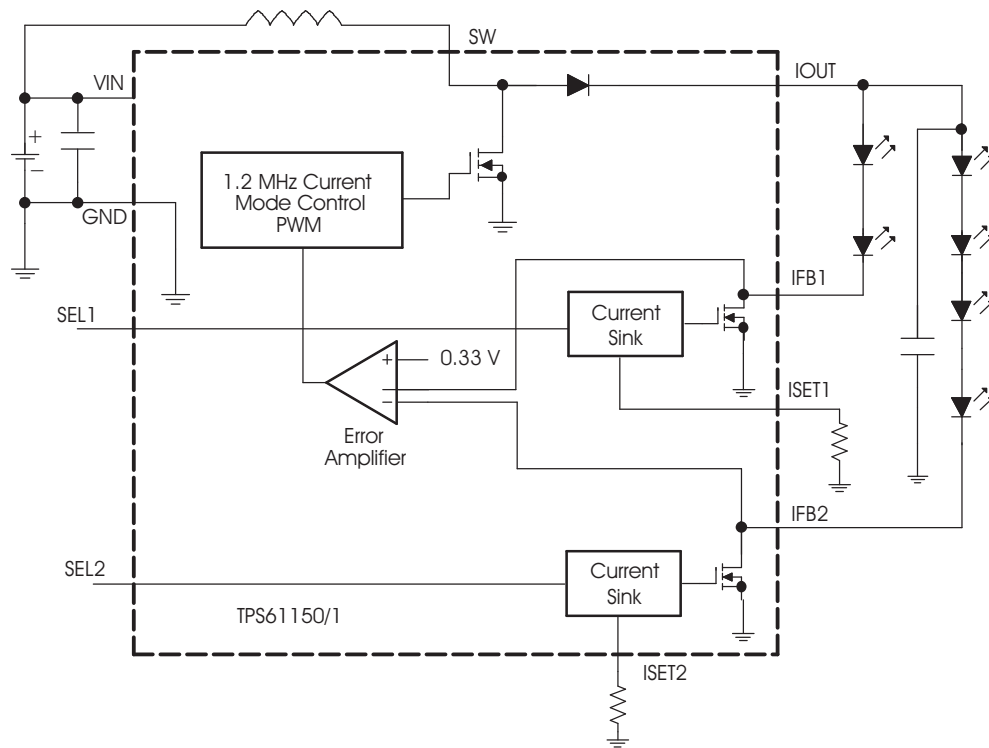 SW
VIN
IOUT
+
-
1.2 MHz Current
Mode Control
PWM
GND
IFB1
SEL1
Current
Sink
+
0.33 V
−
−
ISET1
Error
Amplifier
IFB2
SEL2
Current
Sink
TPS61150/1
ISET2